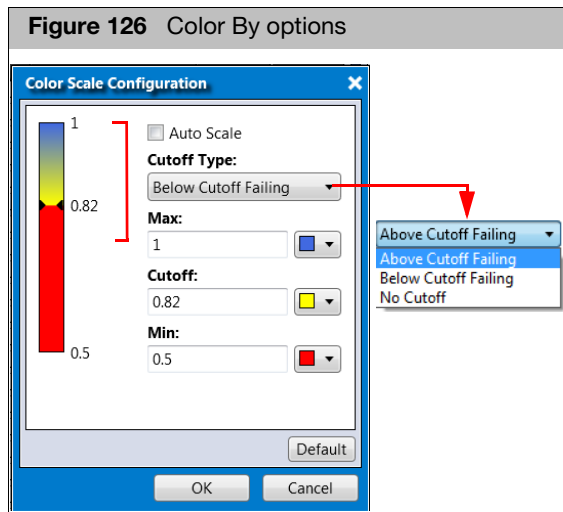 Figure 126 Color By options
Color Scale Configuration
1
0.82
0.5
Auto Scale
Cutoff Type:
Below Cutoff Failing
Max:
1
Cutoff:
0.82
Min:
0.5
Default
OK Cancel
Above Cutoff Failing
Above Cutoff Failing
Below Cutoff Failing
No Cutoff